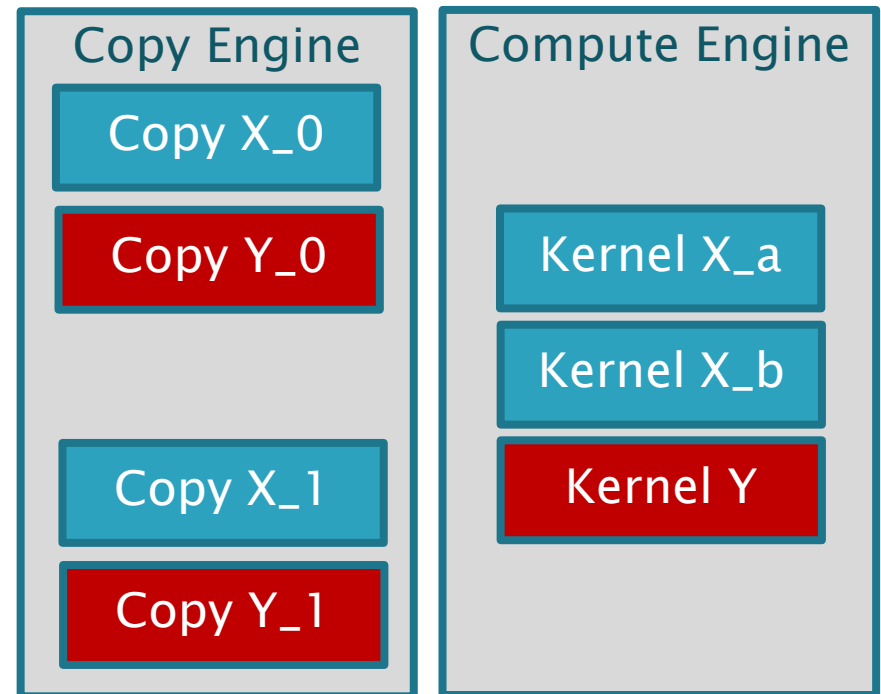 Copy Engine
Copy X_0
Copy Y_0
Copy X_1
Copy Y_1
Compute Engine
Kernel X_a
Kernel X_b
Kernel Y